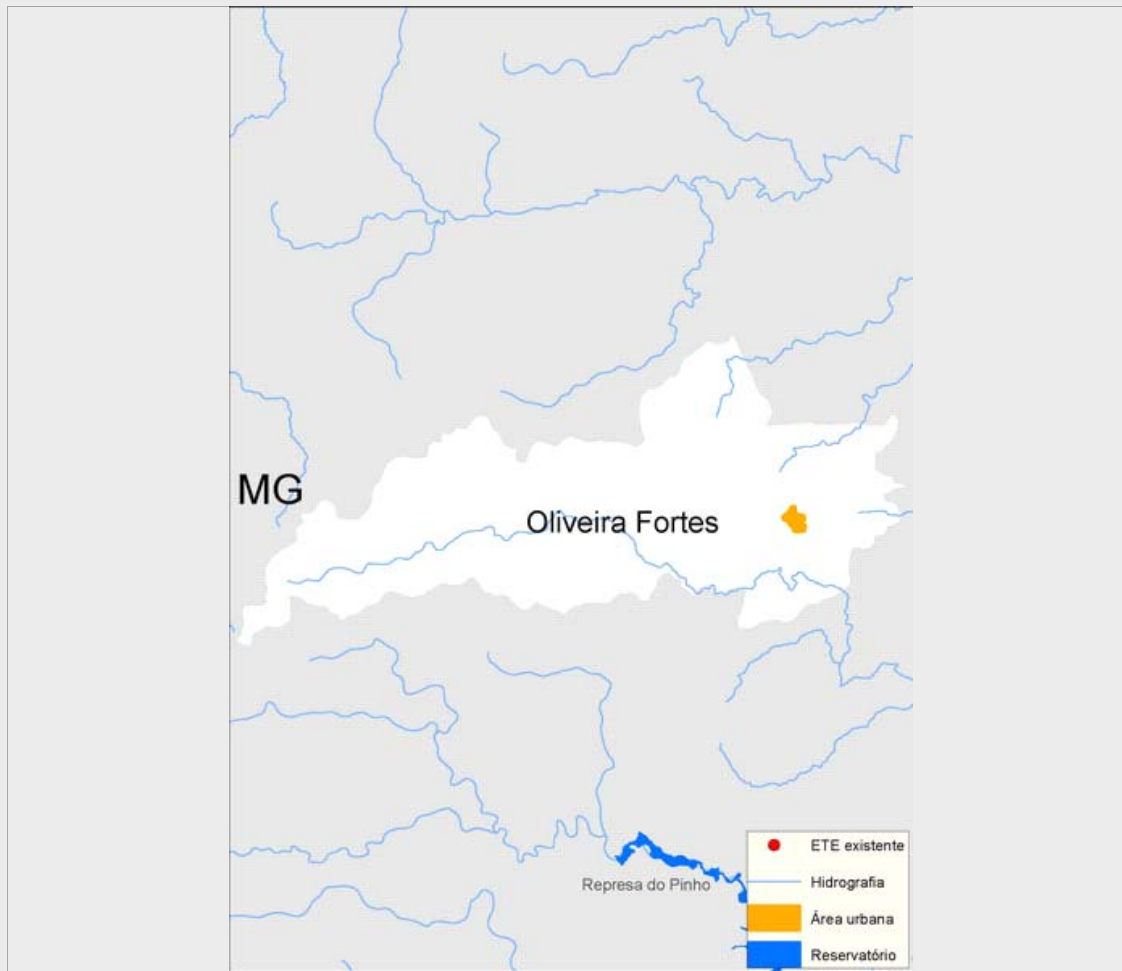 MG
Oliveira Fortes
Represa do Pinho
ETE existente
Hidrografia
Área urbana
Reservatório